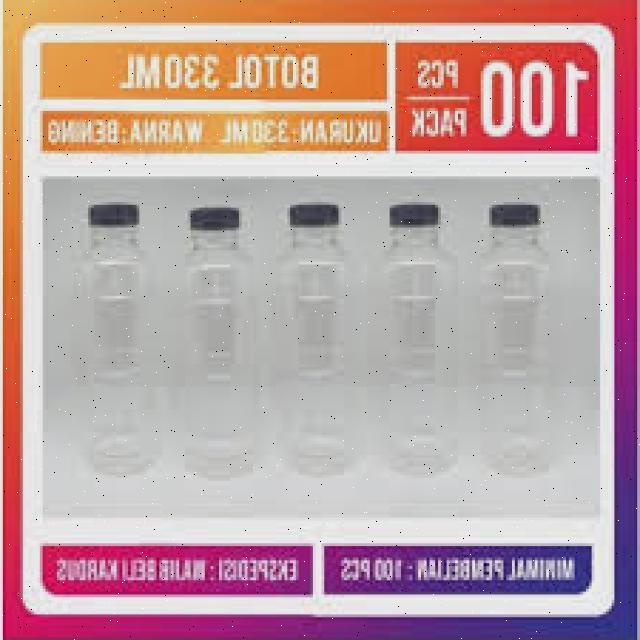 BOTOL 330ML
100 PCS
PACK
UKURAN: 330ML WARNA: BENING
MINIMAL PEMBELIAN : 100 PCS
EKSPEDISI : WAJIB BELI KARDUS